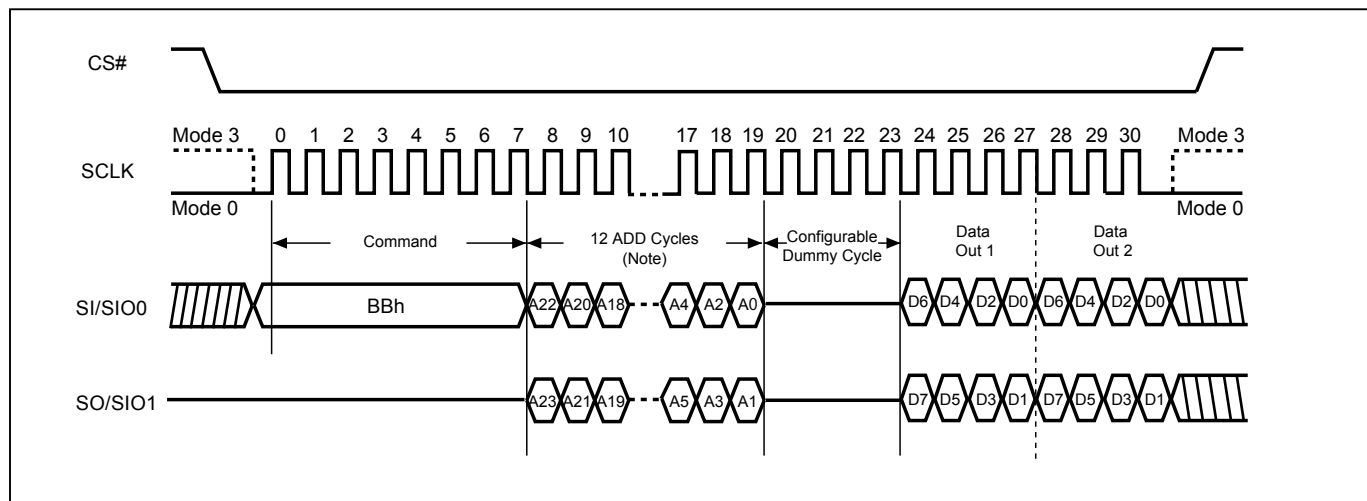 CS#
Mode 3 0 1 2 3 4 5 6 7 8 9 10 17 18 19 20 21 22 23 24 25 26 27 28 29 30 Mode 3
SCLK
Mode 0 Mode 0
Command
12 ADD Cycles
(Note)
Configurable
Dummy Cycle
Data
Out 1
Data
Out 2
SI/SIO0 BBh A22 A20 A18 A4 A2 A0 D6 D4 D2 D0 D6 D4 D2 D0
SO/SIO1 A23 A21 A19 A5 A3 A1 D7 D5 D3 D1 D7 D5 D3 D1